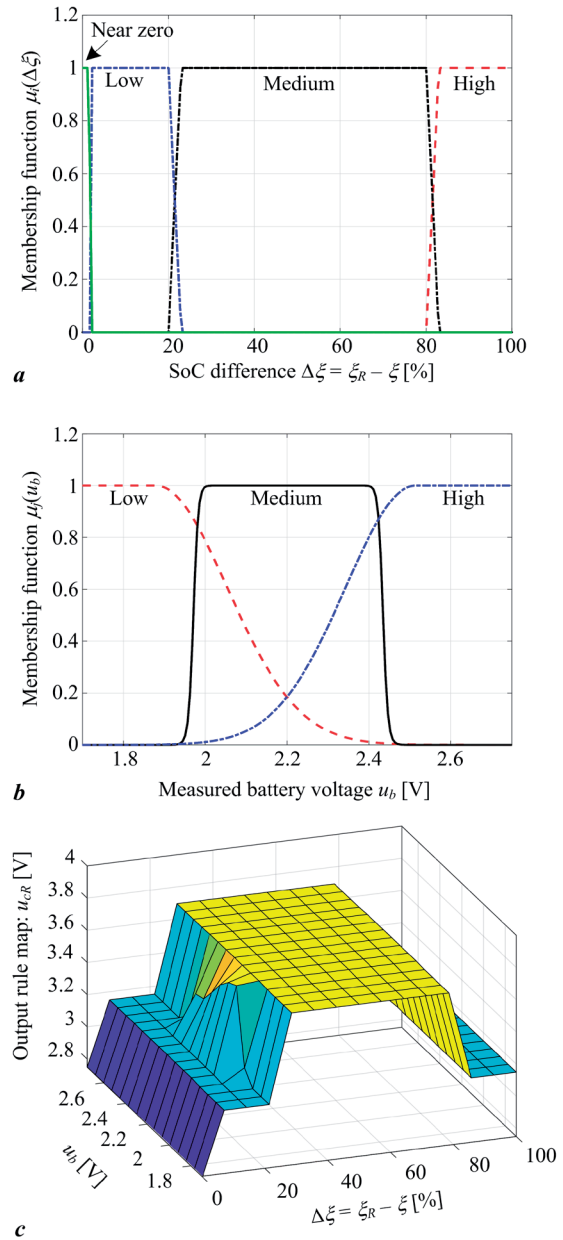 Near zero
1.2
1
0.8
0.6
0.4
0.2
0
Low
Medium
High
Membership function μi(Δξ)
0 20 40 60 80 100
SoC difference Δξ = ξR − ξ [%]
a
1.2
1
0.8
0.6
0.4
0.2
0
Low
Medium
High
Membership function μj(ub)
1.8 2 2.2 2.4 2.6
Measured battery voltage ub [V]
b
4
3.8
3.6
3.4
3.2
3
2.8
Output rule map: ucR [V]
2.6
2.4
2.2
2
1.8
ub [V]
0
20
40
60
80
100
Δξ = ξR − ξ [%]
c